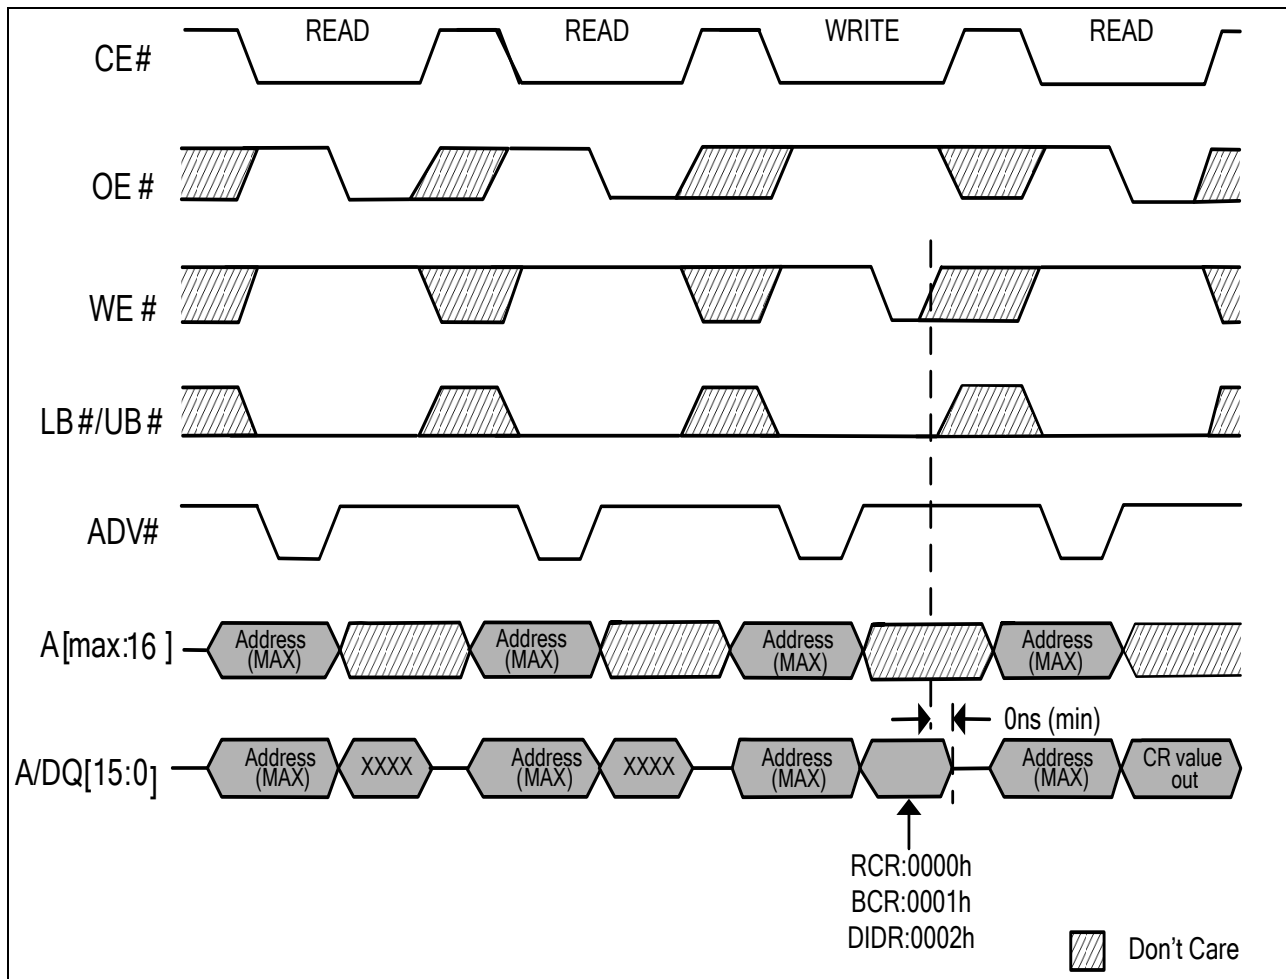 READ READ WRITE READ
CE#
OE #
WE #
LB #/UB #
ADV#
A[max:16 ]
Address
(MAX)
Address
(MAX)
Address
(MAX)
Address
(MAX)
0ns (min)
A/DQ[15:0]
Address
(MAX)
XXXX
Address
(MAX)
XXXX
Address
(MAX)
Address
(MAX)
CR value
out
RCR:0000h
BCR:0001h
DIDR:0002h
Don't Care